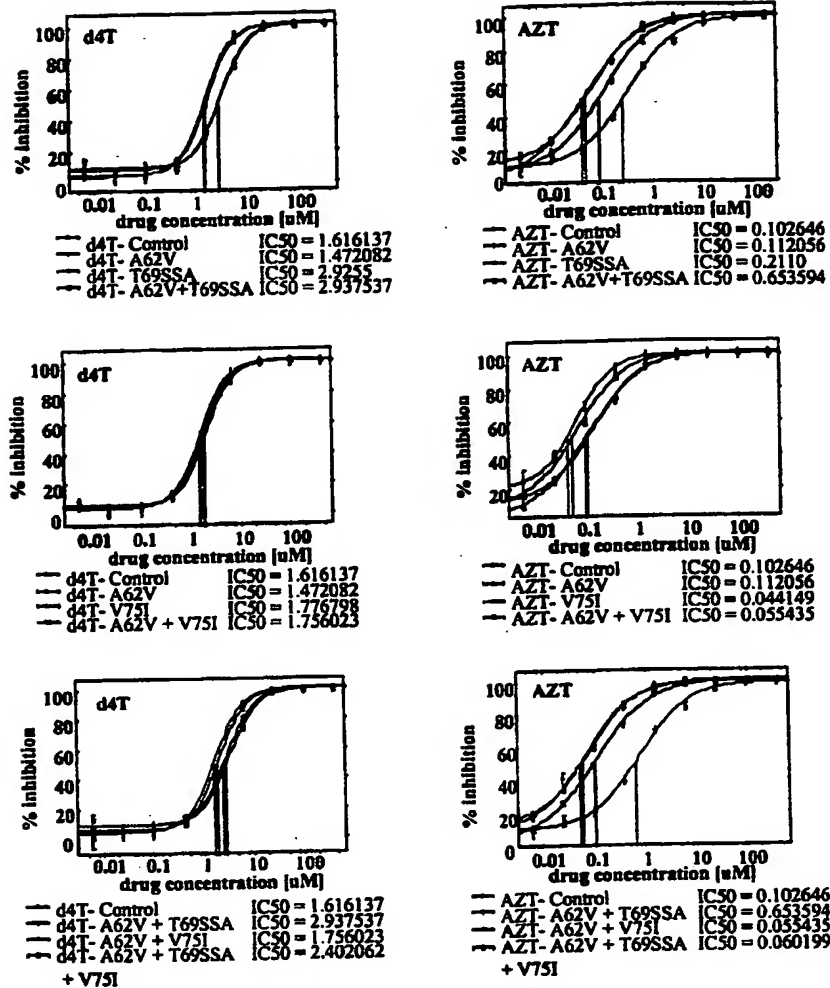 d4T
% inhibition
100
80
60
40
20
0
0.01 0.1 1 10 100
drug concentration [uM]
d4T- Control IC50 = 1.616137
d4T- A62V IC50 = 1.472082
d4T- T69SSA IC50 = 2.9255
d4T- A62V+T69SSA IC50 = 2.937537
AZT
% inhibition
100
80
60
40
20
0
0.01 0.1 1 10 100
drug concentration [uM]
AZT- Control IC50 = 0.102646
AZT- A62V IC50 = 0.112056
AZT- T69SSA IC50 = 0.2110
AZT- A62V+T69SSA IC50 = 0.653594
d4T
% inhibition
100
80
60
40
20
0
0.01 0.1 1 10 100
drug concentration [uM]
d4T- Control IC50 = 1.616137
d4T- A62V IC50 = 1.472082
d4T- V75I IC50 = 1.776798
d4T- A62V + V75I IC50 = 1.756023
AZT
% inhibition
100
80
60
40
20
0
0.01 0.1 1 10 100
drug concentration [uM]
AZT- Control IC50 = 0.102646
AZT- A62V IC50 = 0.112056
AZT- V75I IC50 = 0.044149
AZT- A62V + V75I IC50 = 0.055435
d4T
% inhibition
100
80
60
40
20
0
0.01 0.1 1 10 100
drug concentration [uM]
d4T- Control IC50 = 1.616137
d4T- A62V + T69SSA IC50 = 2.937537
d4T- A62V + V75I IC50 = 1.756023
d4T- A62V + T69SSA IC50 = 2.402062
+ V75I
AZT
% inhibition
100
80
60
40
20
0
0.01 0.1 1 10 100
drug concentration [uM]
AZT- Control IC50 = 0.102646
AZT- A62V + T69SSA IC50 = 0.653594
AZT- A62V + V75I IC50 = 0.055435
AZT- A62V + T69SSA IC50 = 0.060199
+ V75I